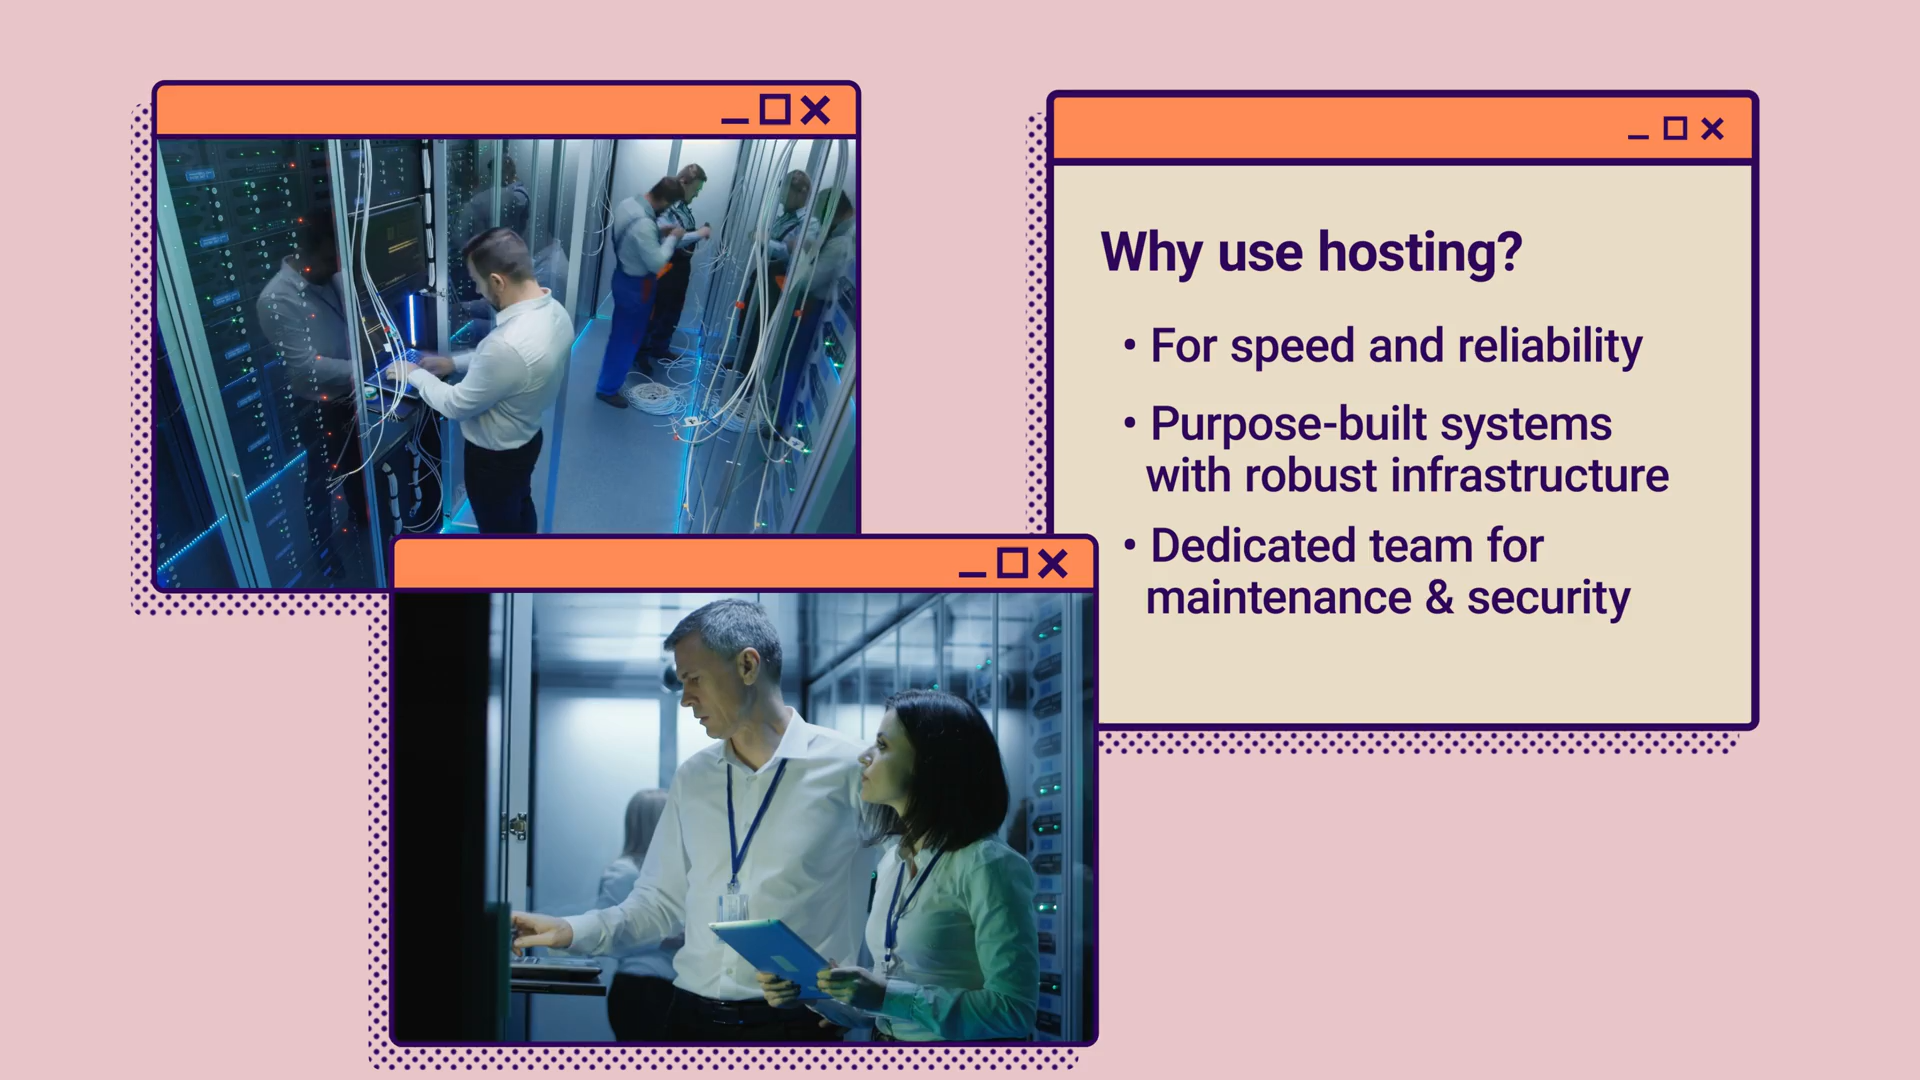 Why use hosting?
• For speed and reliability
• Purpose-built systems
with robust infrastructure
• Dedicated team for
maintenance & security